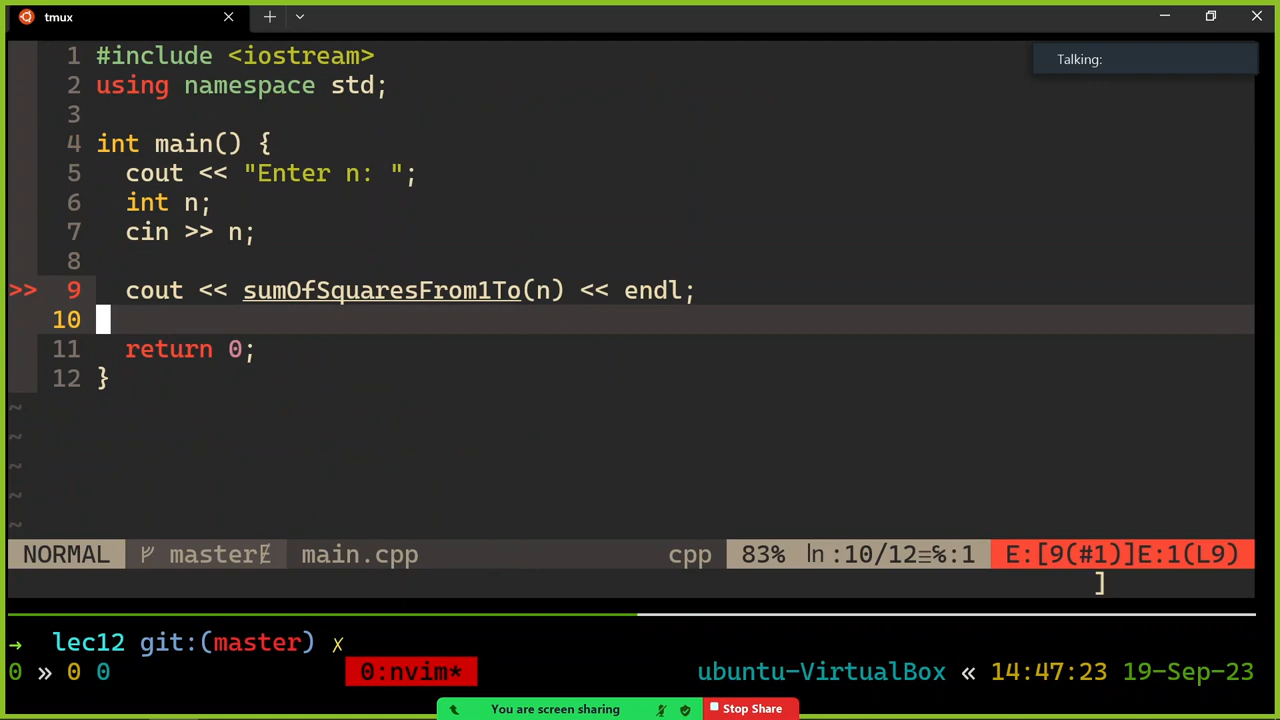 tmux
Talking:
1 #include <iostream>
2 using namespace std;
3
4 int main() {
5   cout << "Enter n: ";
6   int n;
7   cin >> n;
8
>> 9   cout << sumOfSquaresFrom1To(n) << endl;
10
11   return 0;
12 }
~
~
~
~
~
NORMAL master main.cpp cpp 83% ln :10/12≡℅:1 E:[9(#1)]E:1(L9)
]
→ lec12 git:(master) ✗
0 » 0 0 0:nvim* ubuntu-VirtualBox « 14:47:23 19-Sep-23
You are screen sharing Stop Share